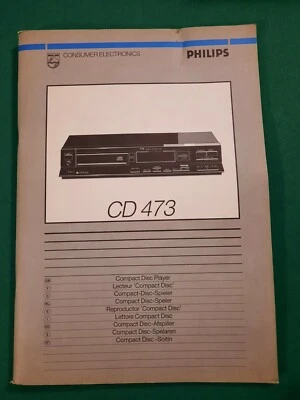 CONSUMER ELECTRONICS
PHILIPS
CD 473
Compact Disc Player
Lecteur 'Compact Disc'
Compact-Disc-Spieler
Compact Disc-Speler
Reproductor 'Compact Disc'
Lettore Compact Disc
Compact Disc-Afspiller
Compact Disc-Spelaren
Compact Disc -Soitin